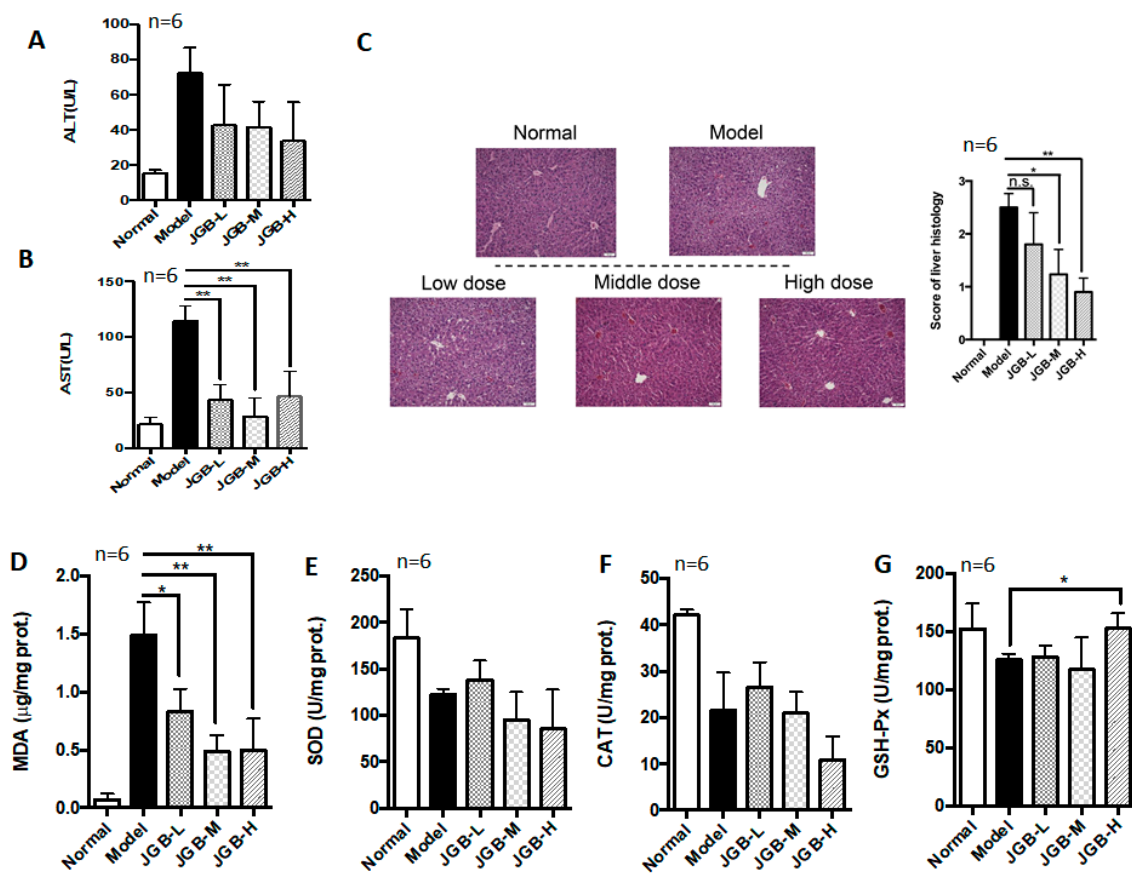 A
n=6
ALT(U/L)
100
80
60
40
20
0
Normal
Model
JGB-L
JGB-M
JGB-H
B
n=6
**
**
**
AST(U/L)
150
100
50
0
Normal
Model
JGB-L
JGB-M
JGB-H
C
Normal
Model
Low dose
Middle dose
High dose
n=6
**
*
n.s.
Score of liver histology
3
2
1
0
Normal
Model
JGB-L
JGB-M
JGB-H
D
n=6
**
**
*
MDA (μg/mg prot.)
2.0
1.5
1.0
0.5
0.0
Normal
Model
JGB-L
JGB-M
JGB-H
E
n=6
SOD (U/mg prot.)
250
200
150
100
50
0
Normal
Model
JGB-L
JGB-M
JGB-H
F
n=6
CAT (U/mg prot.)
50
40
30
20
10
0
Normal
Model
JGB-L
JGB-M
JGB-H
G
n=6
*
GSH-Px (U/mg prot.)
200
150
100
50
0
Normal
Model
JGB-L
JGB-M
JGB-H